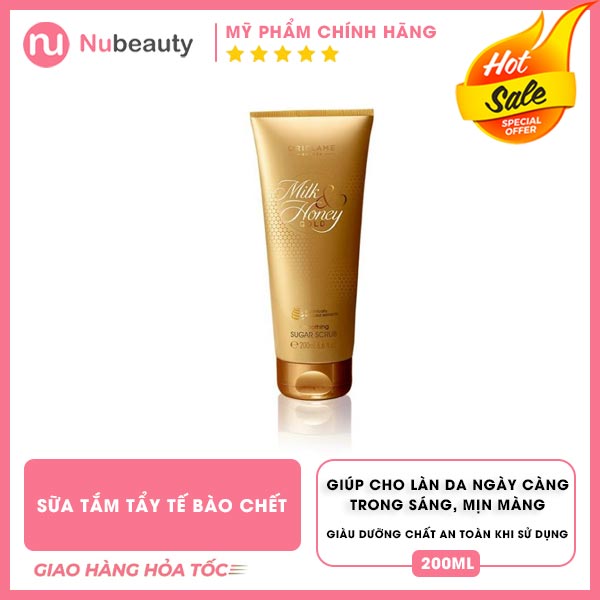 nu Nubeauty
MỸ PHẨM CHÍNH HÃNG
Hot
Sale
SPECIAL
OFFER
ORIFLAME
Milk &
Honey
GOLD
SUGAR SCRUB
SỮA TẮM TẨY TẾ BÀO CHẾT
GIÚP CHO LÀN DA NGÀY CÀNG
TRONG SÁNG, MỊN MÀNG
GIÀU DƯỠNG CHẤT AN TOÀN KHI SỬ DỤNG
GIAO HÀNG HỎA TỐC
200ML